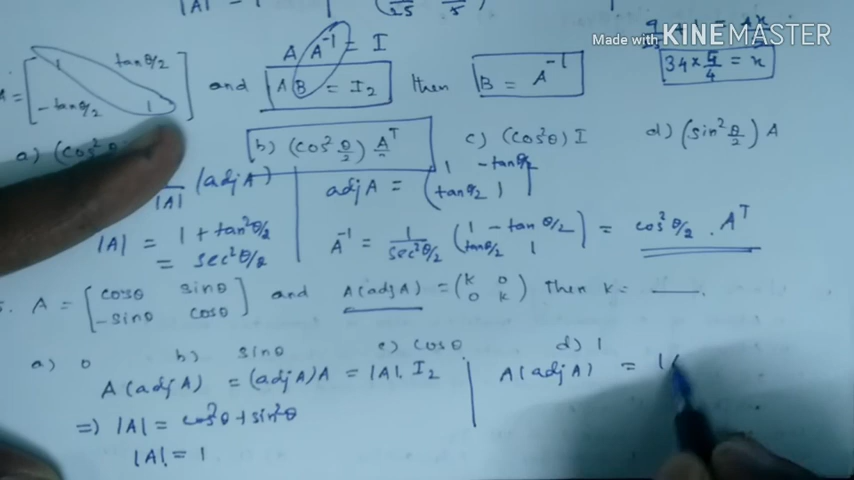 Made with KINEMASTER
A A⁻¹ = I
34 × 5/4 = x
A = [ 1 tan θ/2
-tan θ/2 1 ] and AB = I₂ then B = A⁻¹
b) (cos² θ/2) Aᵀ c) (cos²θ) I d) (sin² θ/2) A
|A| (adj A) adj A = ( 1 -tan θ/2
tan θ/2 1 )
|A| = 1 + tan² θ/2
= sec² θ/2
A⁻¹ = 1/sec² θ/2 ( 1 -tan θ/2
tan θ/2 1 ) = cos² θ/2 . Aᵀ
A = [ cosθ sinθ
-sinθ cosθ ] and A(adj A) = ( k 0
0 k ) then k = ___.
a) 0 b) sinθ c) cosθ d) 1
A(adj A) = (adj A)A = |A|. I₂
A(adj A) =
=) |A| = cos²θ + sin²θ
|A| = 1